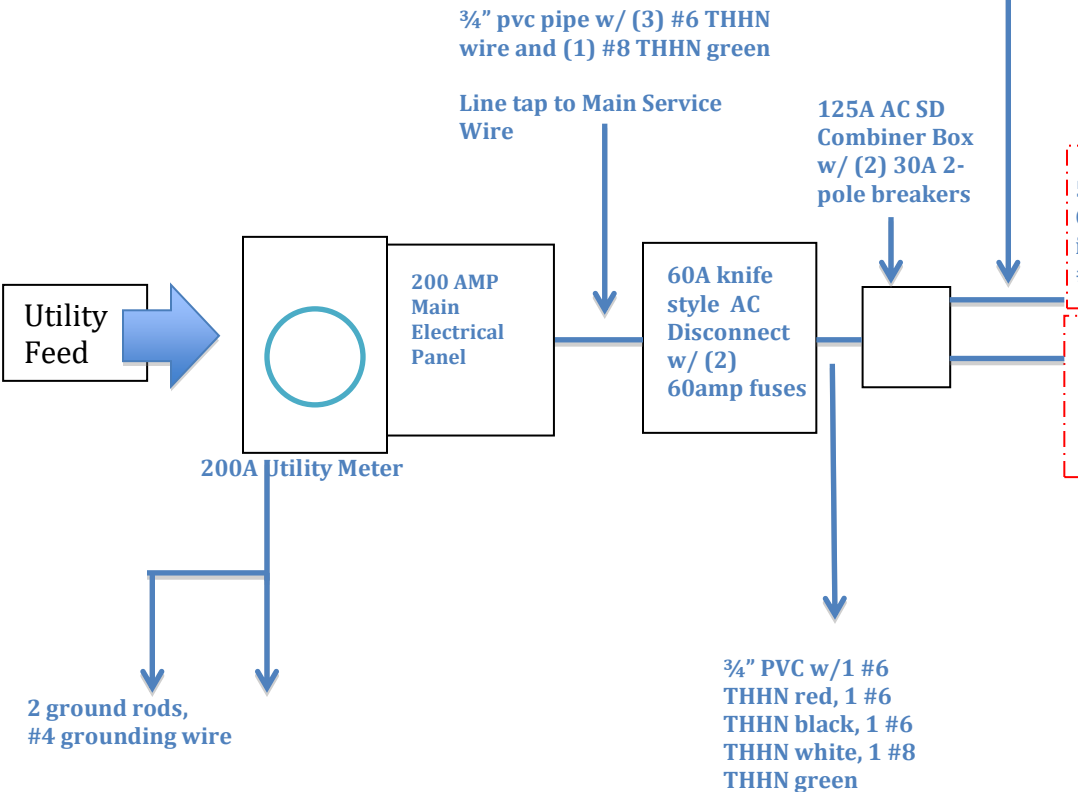 ¾” pvc pipe w/ (3) #6 THHN
wire and (1) #8 THHN green
Line tap to Main Service
Wire
125A AC SD
Combiner Box
w/ (2) 30A 2-
pole breakers
Utility
Feed
200 AMP
Main
Electrical
Panel
60A knife
style AC
Disconnect
w/ (2)
60amp fuses
200A Utility Meter
2 ground rods,
#4 grounding wire
¾” PVC w/1 #6
THHN red, 1 #6
THHN black, 1 #6
THHN white, 1 #8
THHN green